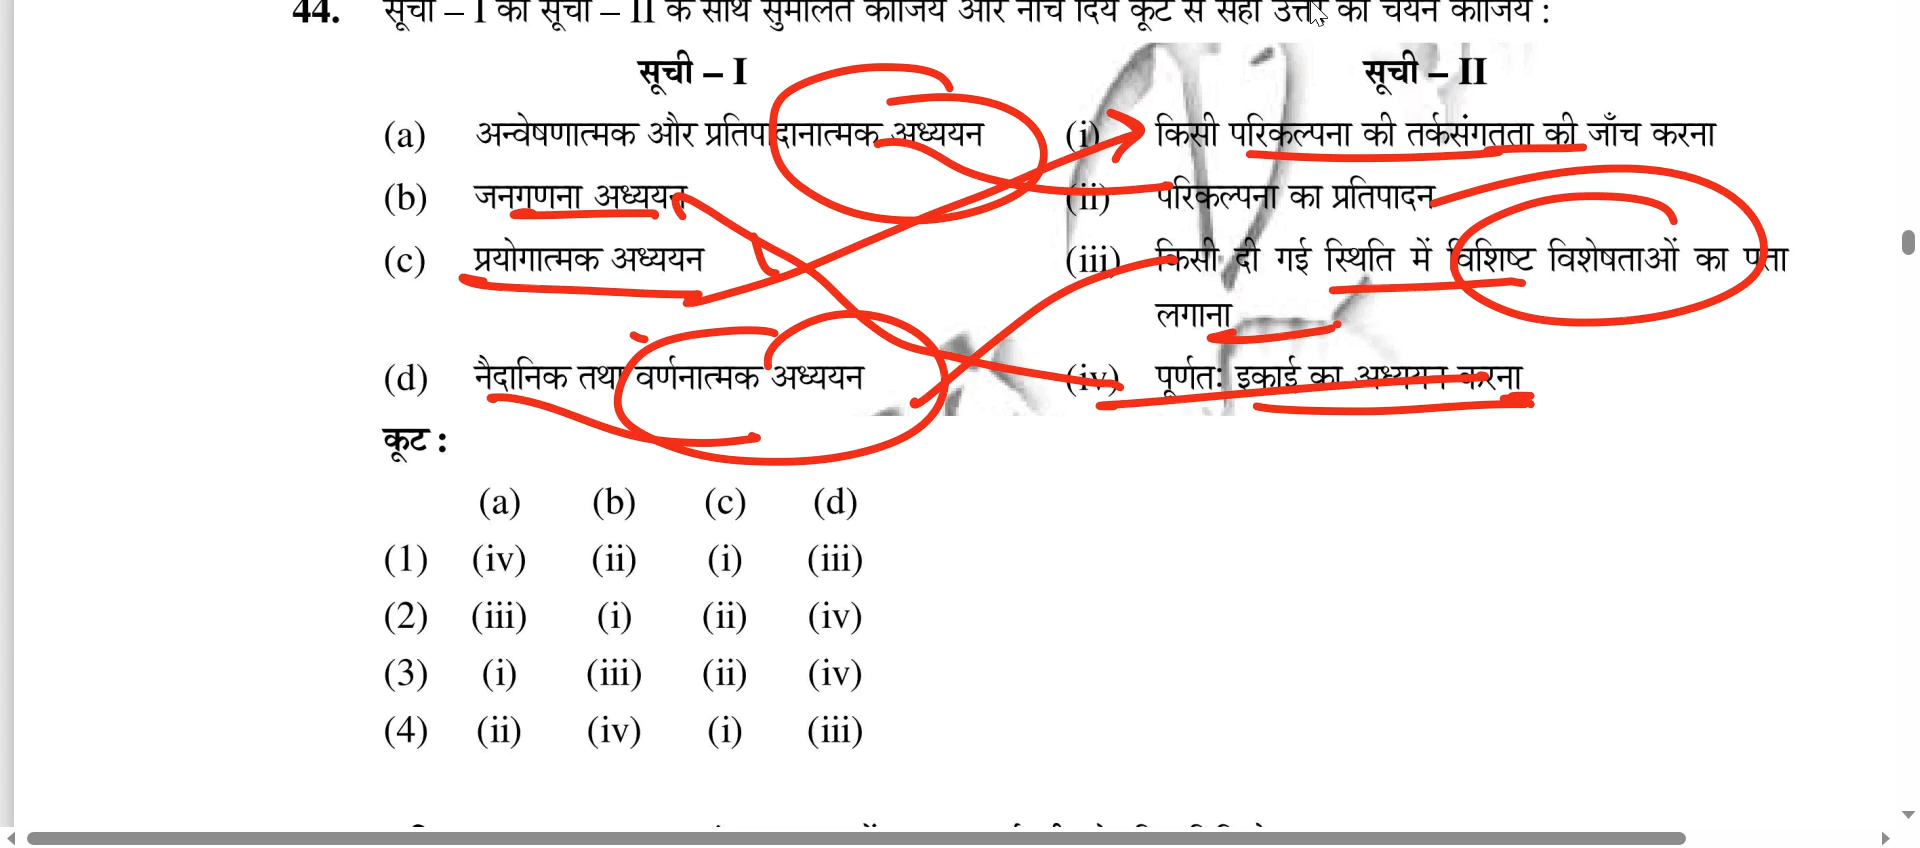 44. सूची – I को सूची – II के साथ सुमेलित कीजिये और नीचे दिये कूट से सही उत्तर का चयन कीजिये :
सूची – I सूची – II
(a) अन्वेषणात्मक और प्रतिपादानात्मक अध्ययन (i) किसी परिकल्पना की तर्कसंगतता की जाँच करना
(b) जनगणना अध्ययन (ii) परिकल्पना का प्रतिपादन
(c) प्रयोगात्मक अध्ययन (iii) किसी दी गई स्थिति में विशिष्ट विशेषताओं का पता
लगाना
(d) नैदानिक तथा वर्णनात्मक अध्ययन (iv) पूर्णत: इकाई का अध्ययन करना
कूट :
(a) (b) (c) (d)
(1) (iv) (ii) (i) (iii)
(2) (iii) (i) (ii) (iv)
(3) (i) (iii) (ii) (iv)
(4) (ii) (iv) (i) (iii)